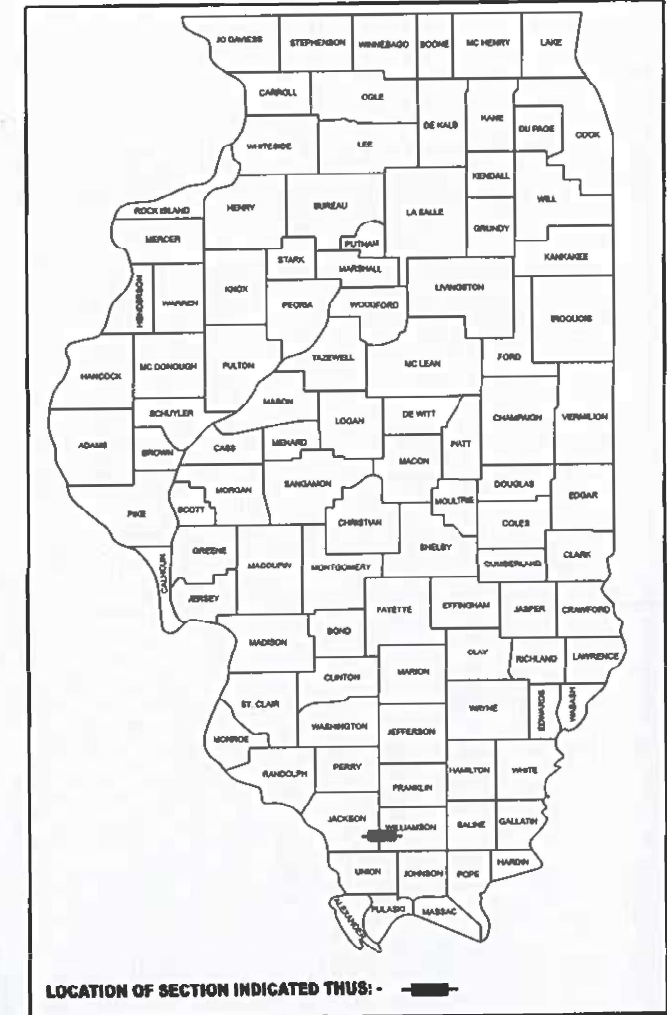 JO DAVIESS STEPHENSON WINNEBAGO BOONE MC HENRY LAKE
CARROLL OGLE DE KALB KANE DU PAGE COOK
WHITESIDE LEE KENDALL WILL
ROCK ISLAND HENRY BUREAU LA SALLE GRUNDY
MERCER PUTNAM KANKAKEE
STARK MARSHALL
HENDERSON WARREN KNOX PEORIA WOODFORD LIVINGSTON IROQUOIS
HANCOCK MC DONOUGH FULTON TAZEWELL MC LEAN FORD
SCHUYLER MASON LOGAN DE WITT CHAMPAIGN VERMILION
ADAMS BROWN CASS MENARD MACON PIATT
PIKE SCOTT MORGAN SANGAMON MOULTRIE DOUGLAS EDGAR
CHRISTIAN COLES
CALHOUN GREENE MACOUPIN MONTGOMERY SHELBY CUMBERLAND CLARK
JERSEY FAYETTE EFFINGHAM JASPER CRAWFORD
MADISON BOND CLAY RICHLAND LAWRENCE
CLINTON MARION
ST. CLAIR WASHINGTON JEFFERSON WAYNE EDWARDS WABASH
MONROE
RANDOLPH PERRY FRANKLIN HAMILTON WHITE
JACKSON WILLIAMSON SALINE GALLATIN
UNION JOHNSON POPE HARDIN
ALEXANDER PULASKI MASSAC
LOCATION OF SECTION INDICATED THUS: -